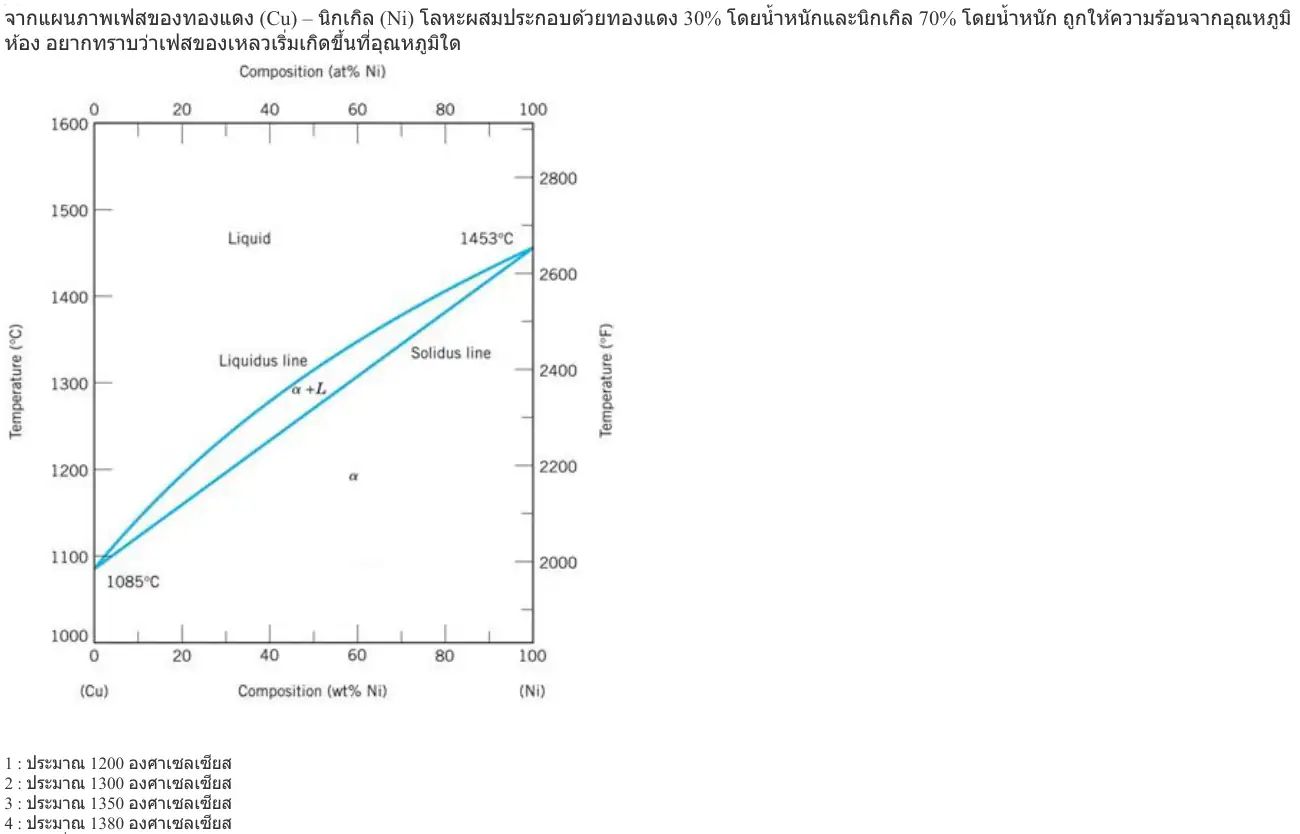 จากแผนภาพเฟสของทองแดง (Cu) – นิกเกิล (Ni) โลหะผสมประกอบด้วยทองแดง 30% โดยน้ำหนักและนิกเกิล 70% โดยน้ำหนัก ถูกให้ความร้อนจากอุณหภูมิ
ห้อง อยากทราบว่าเฟสของเหลวเริ่มเกิดขึ้นที่อุณหภูมิใด
Composition (at% Ni)
0 20 40 60 80 100
1600
2800
1500
Liquid
1453°C
2600
1400
Temperature (°C)
Temperature (°F)
Liquidus line
Solidus line
2400
1300
α +L
1200
2200
α
1100
2000
1085°C
1000
0 20 40 60 80 100
(Cu) Composition (wt% Ni) (Ni)
1 : ประมาณ 1200 องศาเซลเซียส
2 : ประมาณ 1300 องศาเซลเซียส
3 : ประมาณ 1350 องศาเซลเซียส
4 : ประมาณ 1380 องศาเซลเซียส